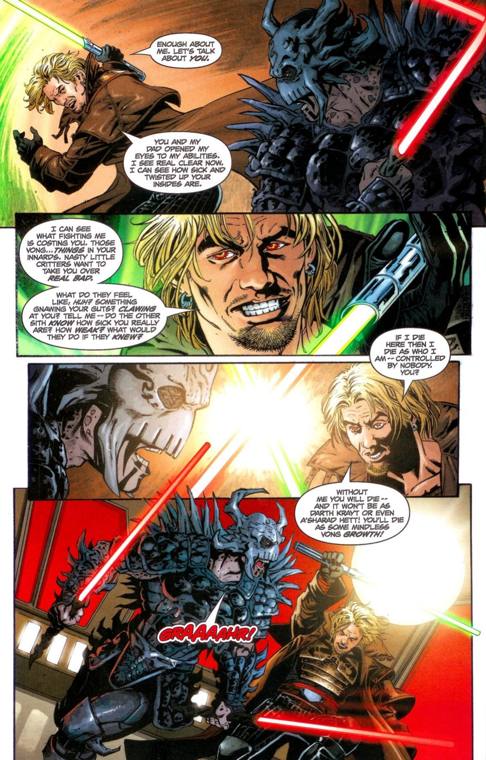 ENOUGH ABOUT
ME. LET'S TALK
ABOUT YOU.
YOU AND MY
DAD OPENED MY
EYES TO MY ABILITIES.
I SEE REAL CLEAR NOW.
I CAN SEE HOW SICK AND
TWISTED UP YOUR
INSIDES ARE.
I CAN SEE
WHAT FIGHTING ME
IS COSTING YOU. THOSE
VONG...THINGS IN YOUR
INNARDS. NASTY LITTLE
CRITTERS WANT TO
TAKE YOU OVER
REAL BAD.
WHAT DO THEY FEEL
LIKE, HUH? SOMETHING
GNAWING YOUR GUTS? CLAWING
AT YOU? TELL ME -- DO THE OTHER
SITH KNOW HOW SICK YOU REALLY
ARE? HOW WEAK? WHAT WOULD
THEY DO IF THEY KNEW?
IF I DIE
HERE THEN I
DIE AS WHO I
AM -- CONTROLLED
BY NOBODY.
YOU?
WITHOUT
ME YOU WILL DIE --
AND IT WON'T BE AS
DARTH KRAYT OR EVEN
A'SHARAD HETT! YOU'LL DIE
AS SOME MINDLESS
VONG GROWTH!
GRAAAAHR!